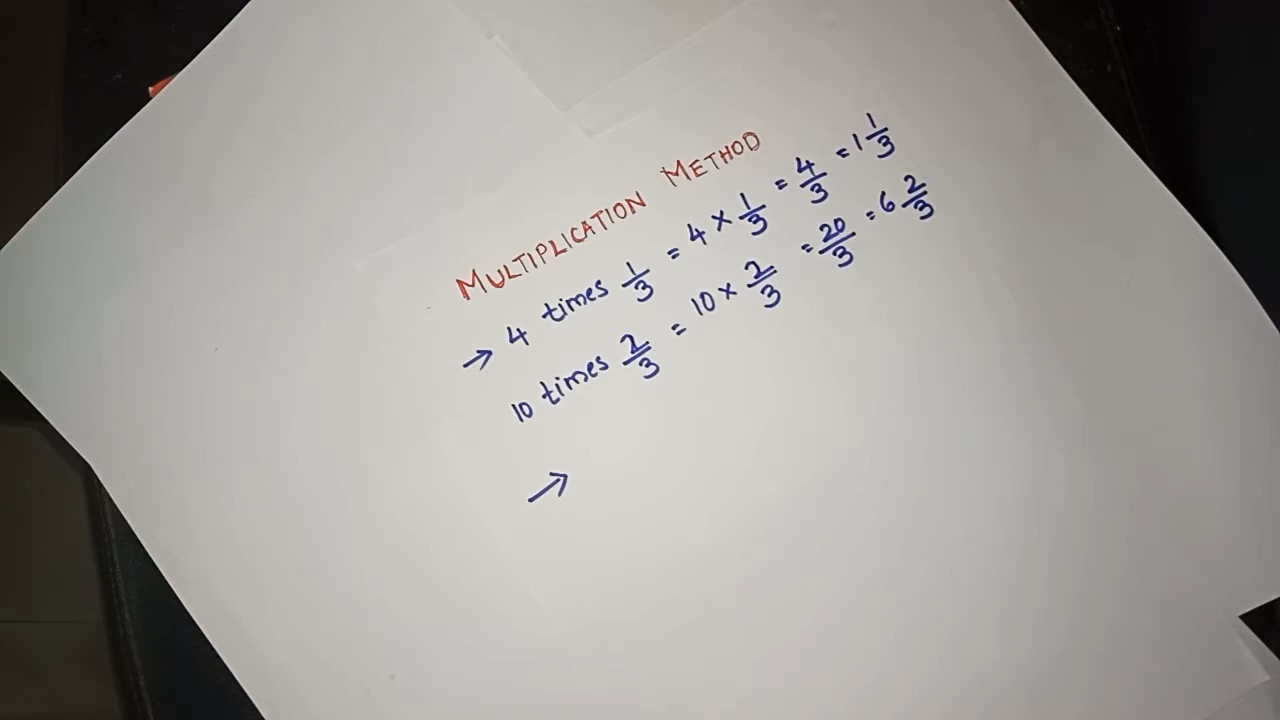 MULTIPLICATION METHOD
→ 4 times 1/3 = 4 × 1/3 = 4/3 = 1 1/3
10 times 2/3 = 10 × 2/3 = 20/3 = 6 2/3
→